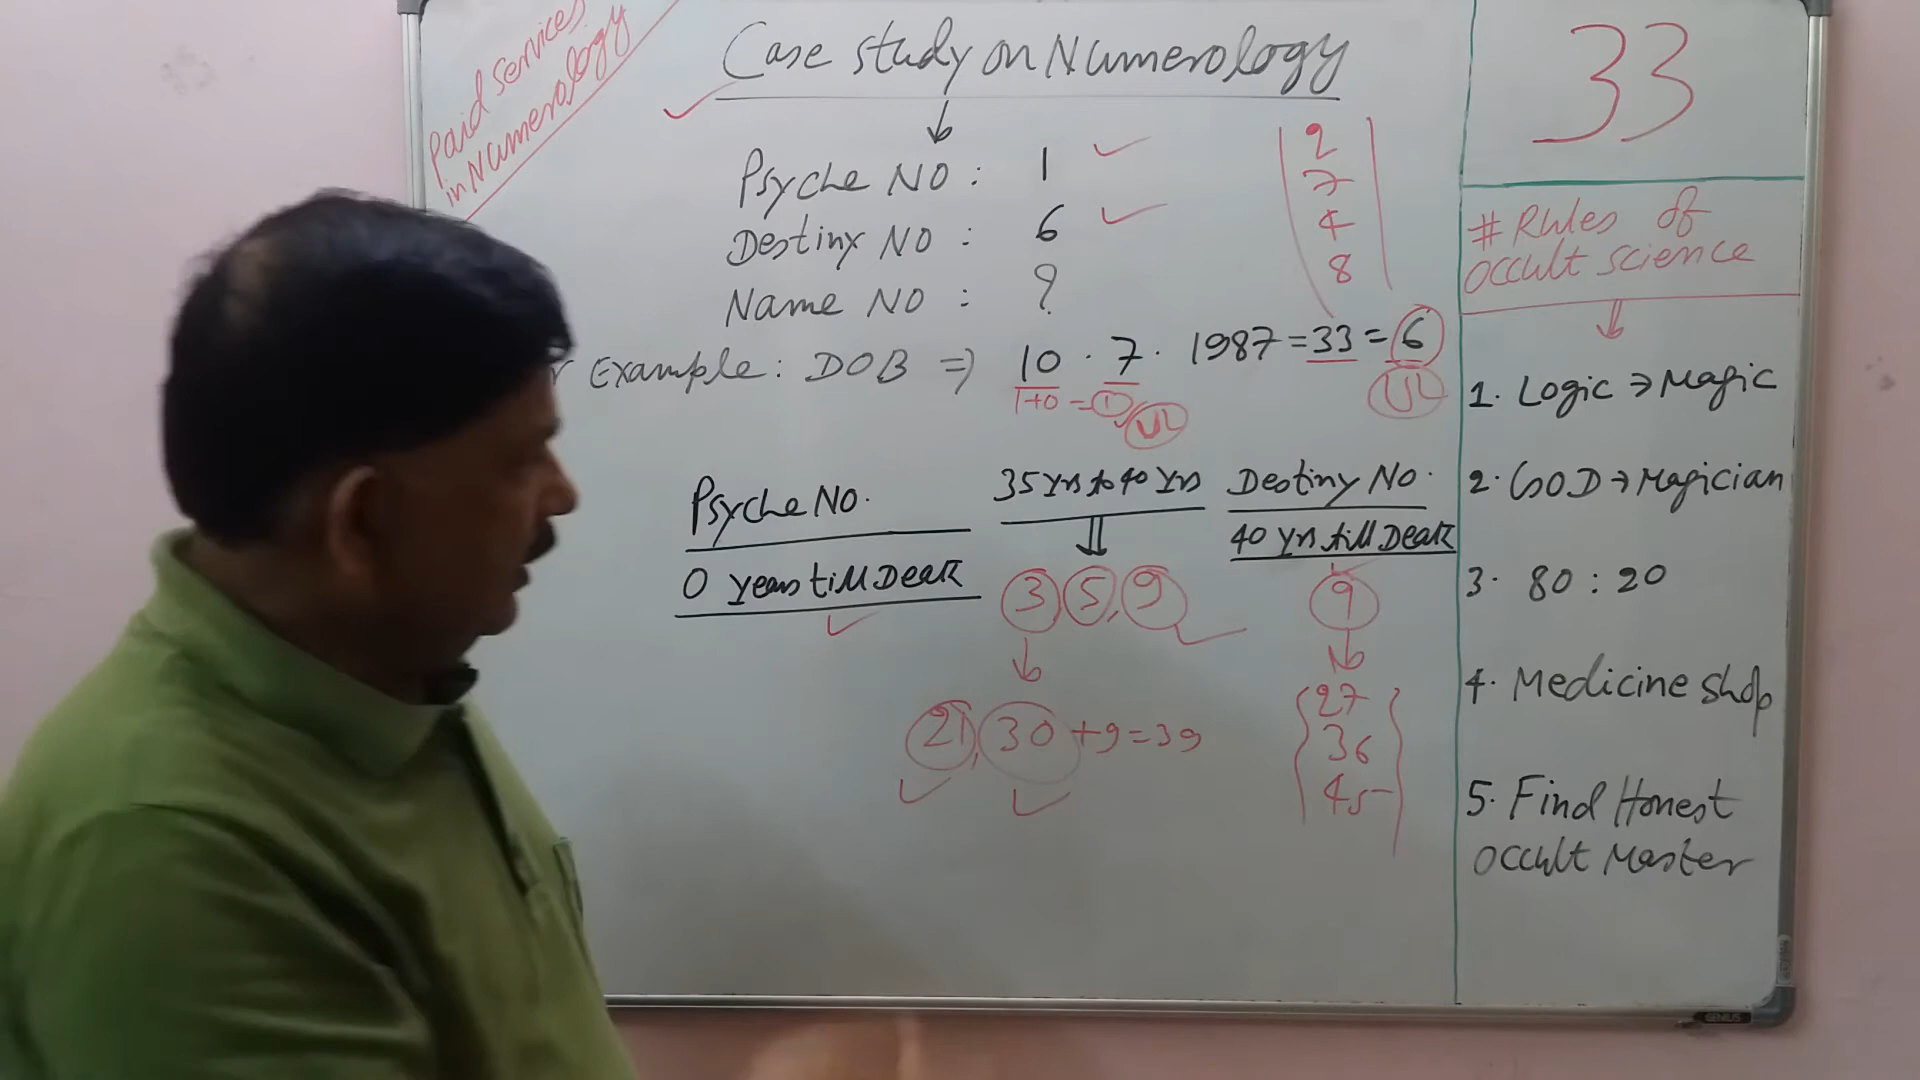 Paid Services
in Numerology
Case study on Numerology
Psyche NO : 1
Destiny NO : 6
Name NO : ?
2
7
4
8
Example : DOB => 10 . 7 . 1987 = 33 = 6
1+0 = 1
UL
UL
Psyche NO.
0 years till Death
35 Yrs to 40 Yrs
3 5, 9
21, 30 + 9 = 39
Destiny No.
40 Yrs till Death
9
No
27
36
45
33
# Rules of
occult science
1. Logic → Magic
2. GOD → Magician
3. 80 : 20
4. Medicine shop
5. Find Honest
occult Master
GENIUS